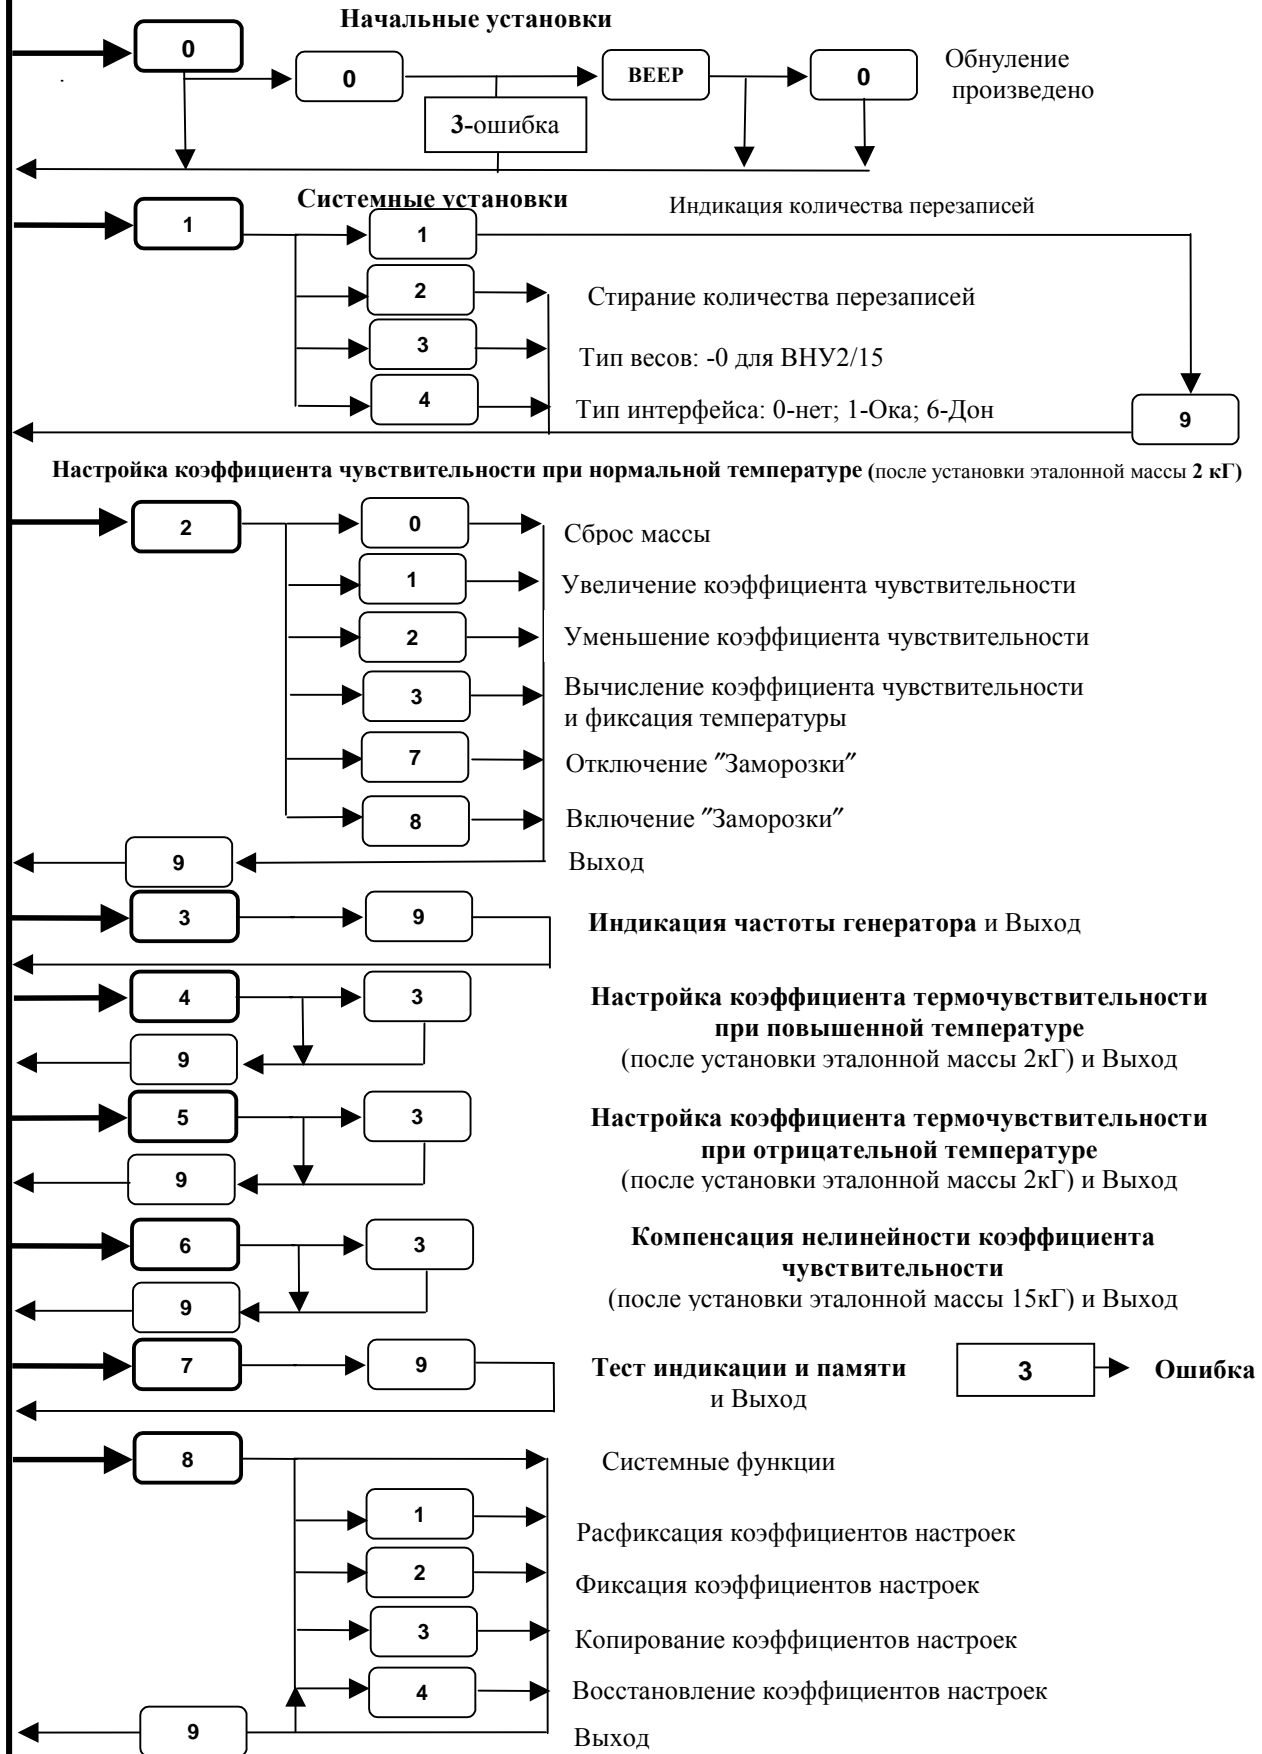 Начальные установки
0
0
BEEP
0
Обнуление
произведено
3-ошибка
Системные установки
Индикация количества перезаписей
1
1
2
Стирание количества перезаписей
3
Тип весов: -0 для ВНУ2/15
4
Тип интерфейса: 0-нет; 1-Ока; 6-Дон
9
Настройка коэффициента чувствительности при нормальной температуре (после установки эталонной массы 2 кГ)
2
0
Сброс массы
1
Увеличение коэффициента чувствительности
2
Уменьшение коэффициента чувствительности
3
Вычисление коэффициента чувствительности
и фиксация температуры
7
Отключение ″Заморозки″
8
Включение ″Заморозки″
9
Выход
3
9
Индикация частоты генератора и Выход
4
3
Настройка коэффициента термочувствительности
при повышенной температуре
9
(после установки эталонной массы 2кГ) и Выход
5
3
Настройка коэффициента термочувствительности
при отрицательной температуре
9
(после установки эталонной массы 2кГ) и Выход
6
3
Компенсация нелинейности коэффициента
чувствительности
9
(после установки эталонной массы 15кГ) и Выход
7
9
Тест индикации и памяти
и Выход
3
Ошибка
8
Системные функции
1
Расфиксация коэффициентов настроек
2
Фиксация коэффициентов настроек
3
Копирование коэффициентов настроек
4
Восстановление коэффициентов настроек
9
Выход